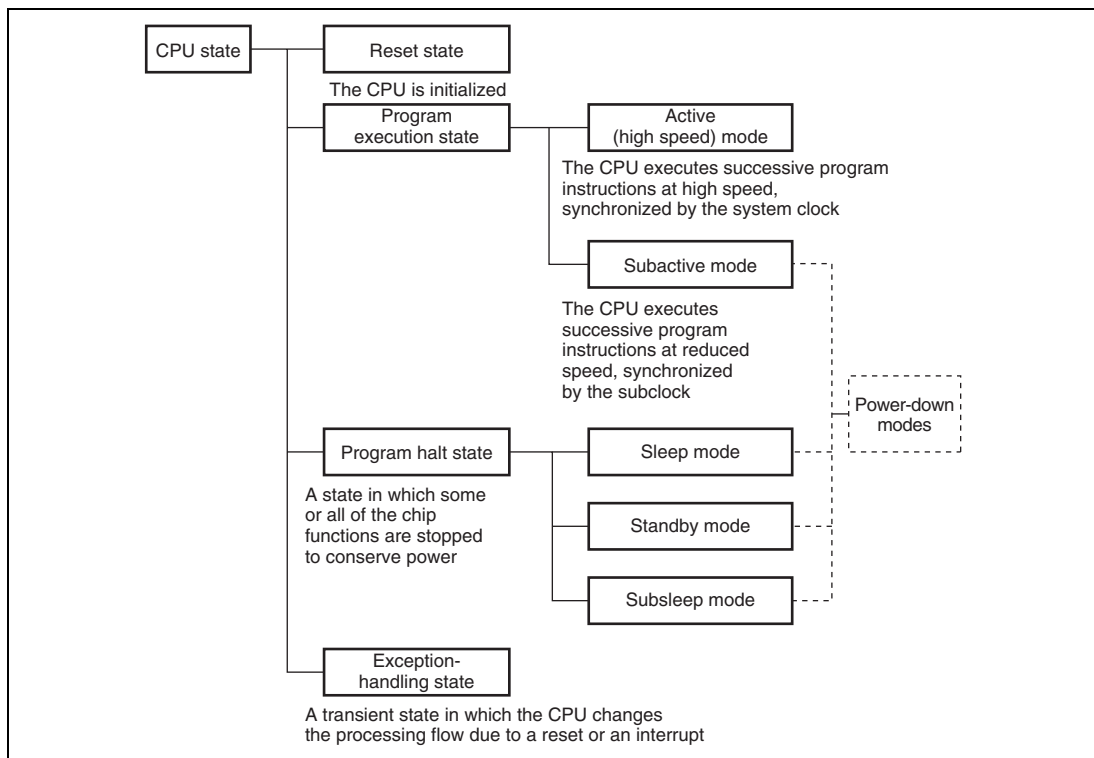 CPU state
Reset state
The CPU is initialized
Program
execution state
Active
(high speed) mode
The CPU executes successive program
instructions at high speed,
synchronized by the system clock
Subactive mode
The CPU executes
successive program
instructions at reduced
speed, synchronized
by the subclock
Power-down
modes
Program halt state
A state in which some
or all of the chip
functions are stopped
to conserve power
Sleep mode
Standby mode
Subsleep mode
Exception-
handling state
A transient state in which the CPU changes
the processing flow due to a reset or an interrupt